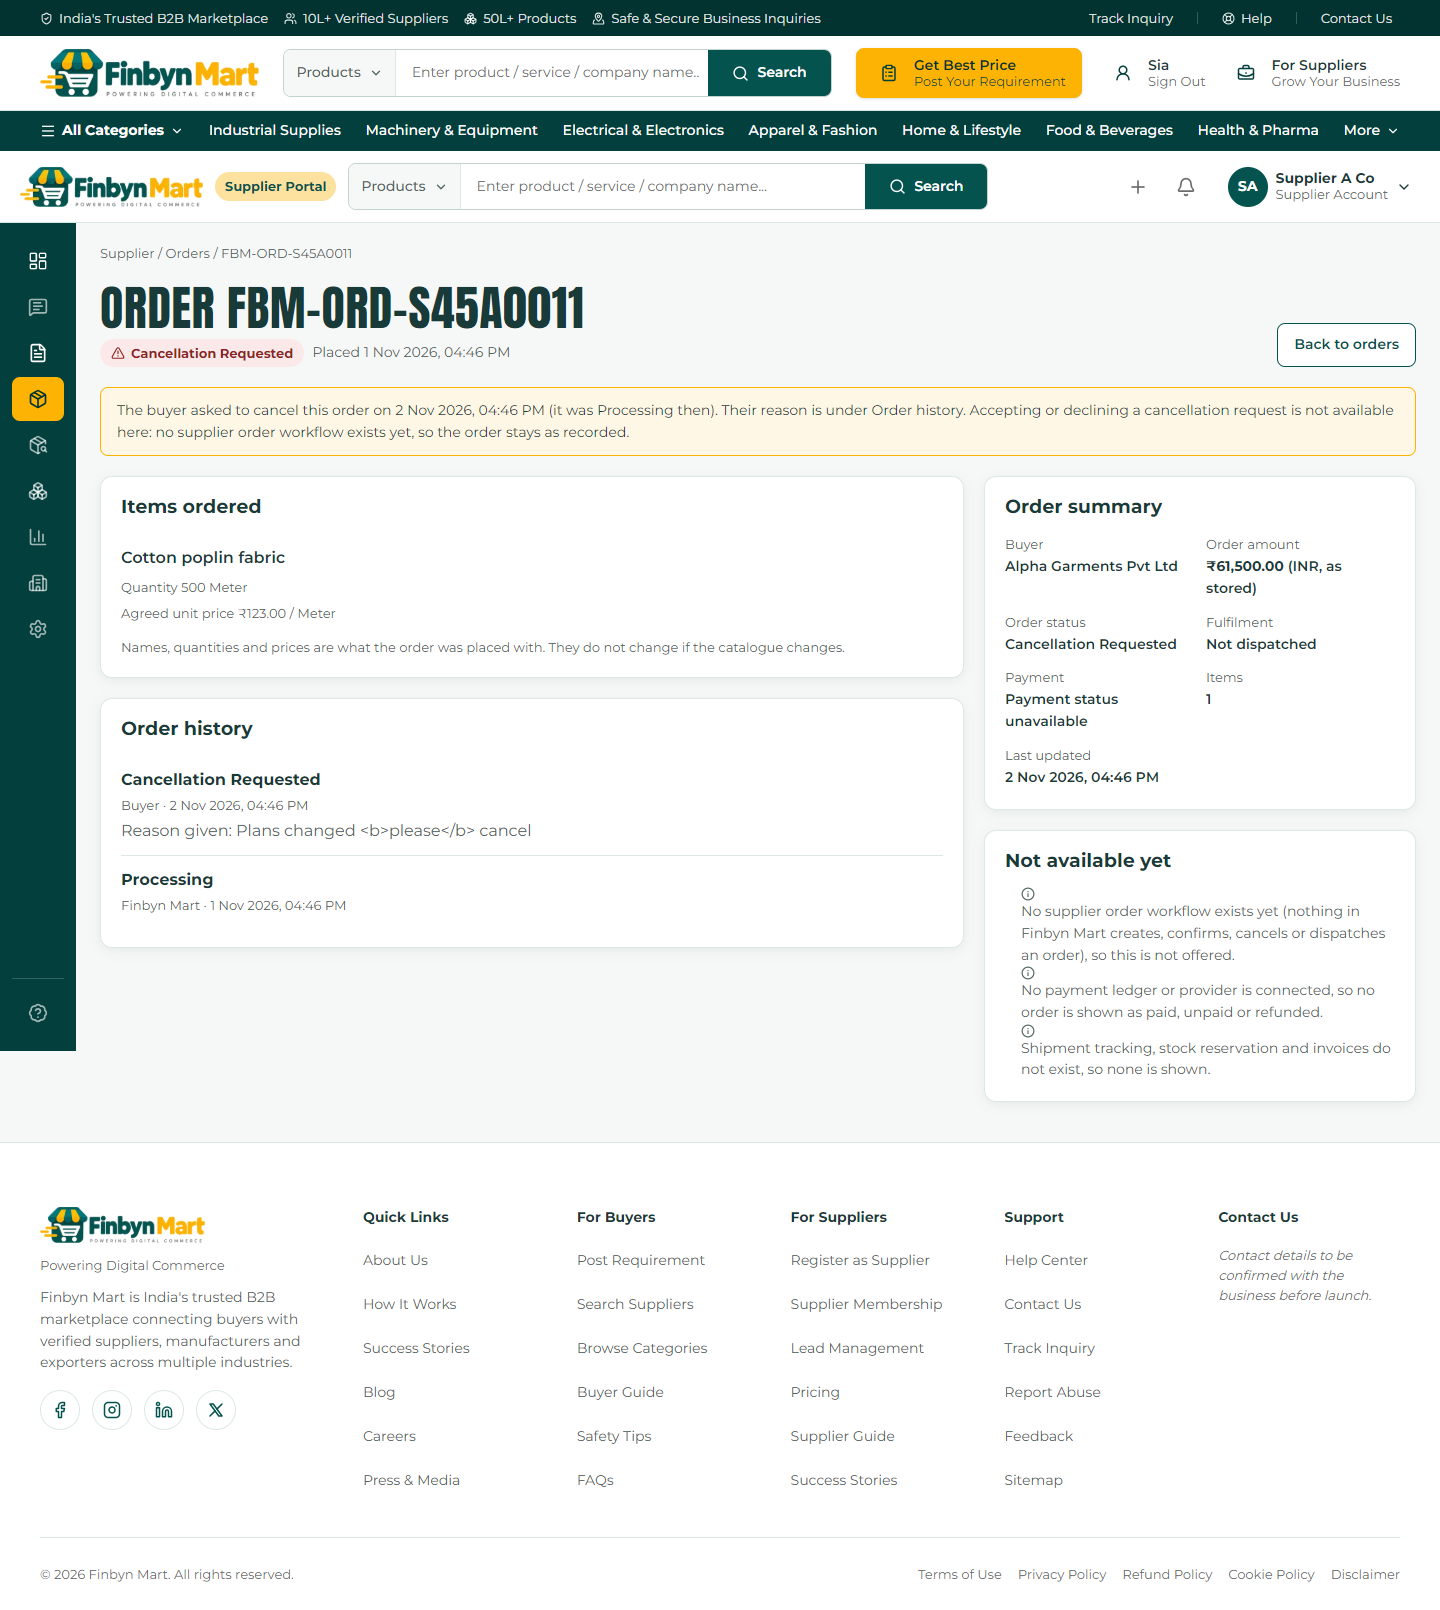 India's Trusted B2B Marketplace
10L+ Verified Suppliers
50L+ Products
Safe & Secure Business Inquiries
Track Inquiry
Help
Contact Us
Finbyn Mart
POWERING DIGITAL COMMERCE
Products
Enter product / service / company name..
Search
Get Best Price
Post Your Requirement
Sia
Sign Out
For Suppliers
Grow Your Business
All Categories
Industrial Supplies
Machinery & Equipment
Electrical & Electronics
Apparel & Fashion
Home & Lifestyle
Food & Beverages
Health & Pharma
More
Finbyn Mart
POWERING DIGITAL COMMERCE
Supplier Portal
Products
Enter product / service / company name...
Search
SA
Supplier A Co
Supplier Account
Supplier / Orders / FBM-ORD-S45A0011
ORDER FBM-ORD-S45A0011
Cancellation Requested
Placed 1 Nov 2026, 04:46 PM
Back to orders
The buyer asked to cancel this order on 2 Nov 2026, 04:46 PM (it was Processing then). Their reason is under Order history. Accepting or declining a cancellation request is not available
here: no supplier order workflow exists yet, so the order stays as recorded.
Items ordered
Cotton poplin fabric
Quantity 500 Meter
Agreed unit price ₹123.00 / Meter
Names, quantities and prices are what the order was placed with. They do not change if the catalogue changes.
Order history
Cancellation Requested
Buyer · 2 Nov 2026, 04:46 PM
Reason given: Plans changed <b>please</b> cancel
Processing
Finbyn Mart · 1 Nov 2026, 04:46 PM
Order summary
Buyer
Alpha Garments Pvt Ltd
Order amount
₹61,500.00 (INR, as
stored)
Order status
Cancellation Requested
Fulfilment
Not dispatched
Payment
Payment status
unavailable
Items
1
Last updated
2 Nov 2026, 04:46 PM
Not available yet
No supplier order workflow exists yet (nothing in
Finbyn Mart creates, confirms, cancels or dispatches
an order), so this is not offered.
No payment ledger or provider is connected, so no
order is shown as paid, unpaid or refunded.
Shipment tracking, stock reservation and invoices do
not exist, so none is shown.
Finbyn Mart
POWERING DIGITAL COMMERCE
Powering Digital Commerce
Finbyn Mart is India's trusted B2B
marketplace connecting buyers with
verified suppliers, manufacturers and
exporters across multiple industries.
Quick Links
About Us
How It Works
Success Stories
Blog
Careers
Press & Media
For Buyers
Post Requirement
Search Suppliers
Browse Categories
Buyer Guide
Safety Tips
FAQs
For Suppliers
Register as Supplier
Supplier Membership
Lead Management
Pricing
Supplier Guide
Success Stories
Support
Help Center
Contact Us
Track Inquiry
Report Abuse
Feedback
Sitemap
Contact Us
Contact details to be
confirmed with the
business before launch.
© 2026 Finbyn Mart. All rights reserved.
Terms of Use
Privacy Policy
Refund Policy
Cookie Policy
Disclaimer